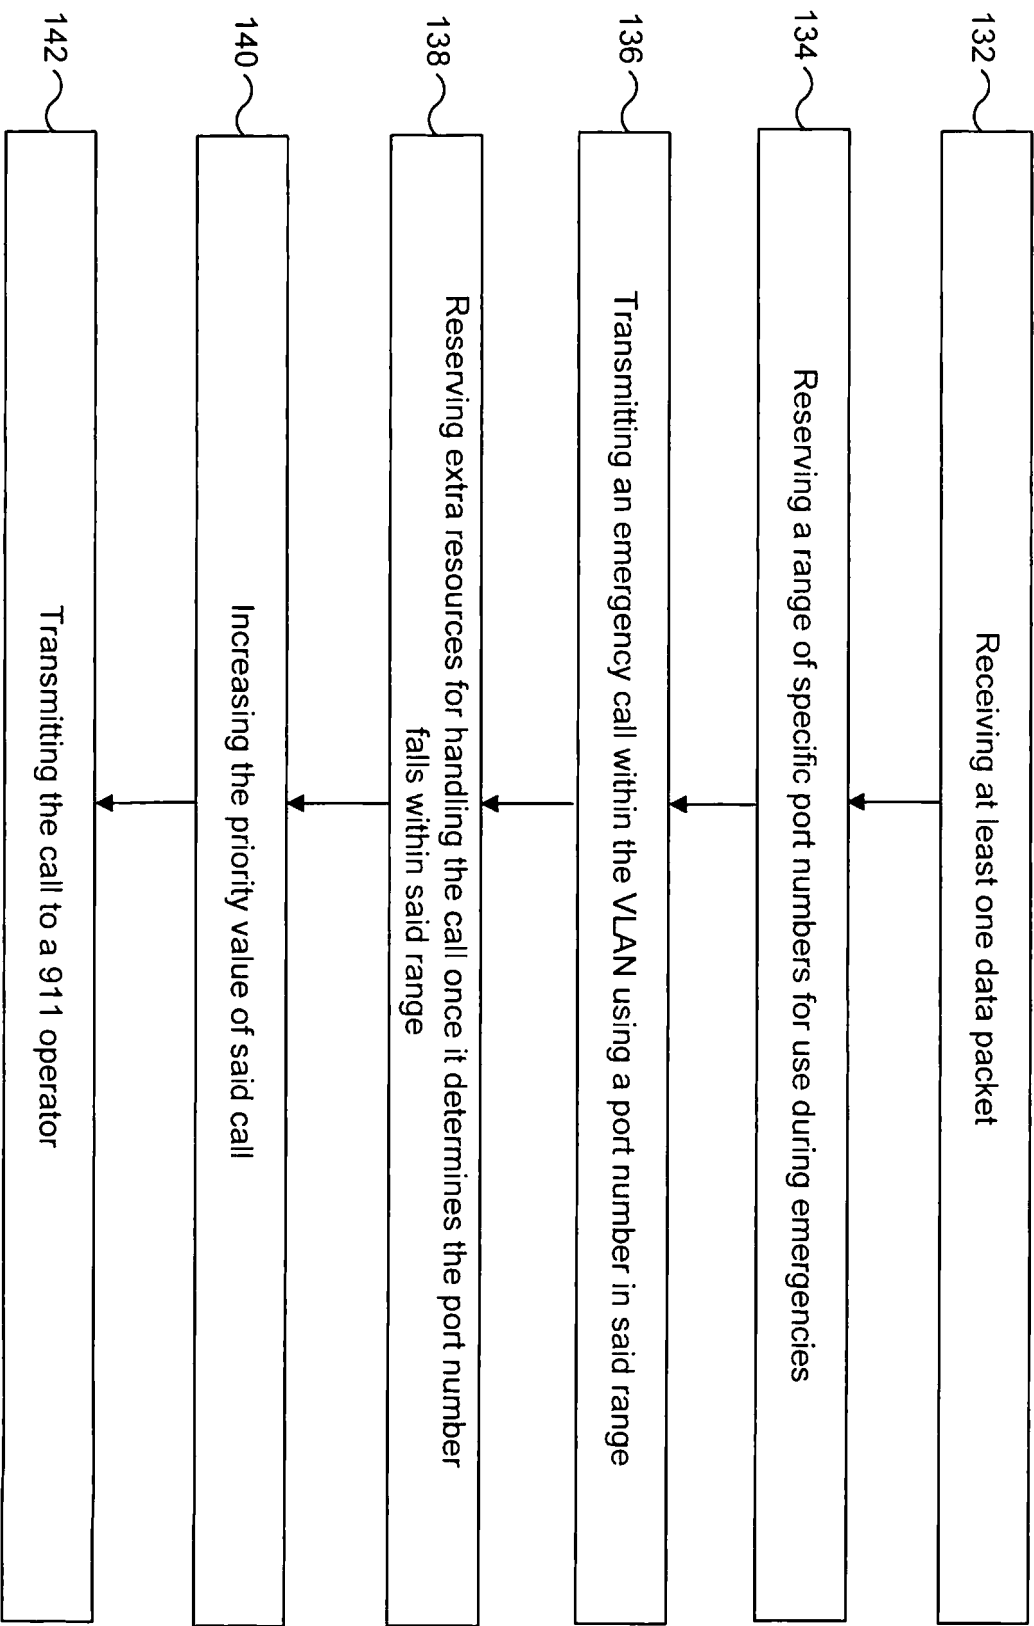 132
Receiving at least one data packet
134
Reserving a range of specific port numbers for use during emergencies
136
Transmitting an emergency call within the VLAN using a port number in said range
138
Reserving extra resources for handling the call once it determines the port number
falls within said range
140
Increasing the priority value of said call
142
Transmitting the call to a 911 operator